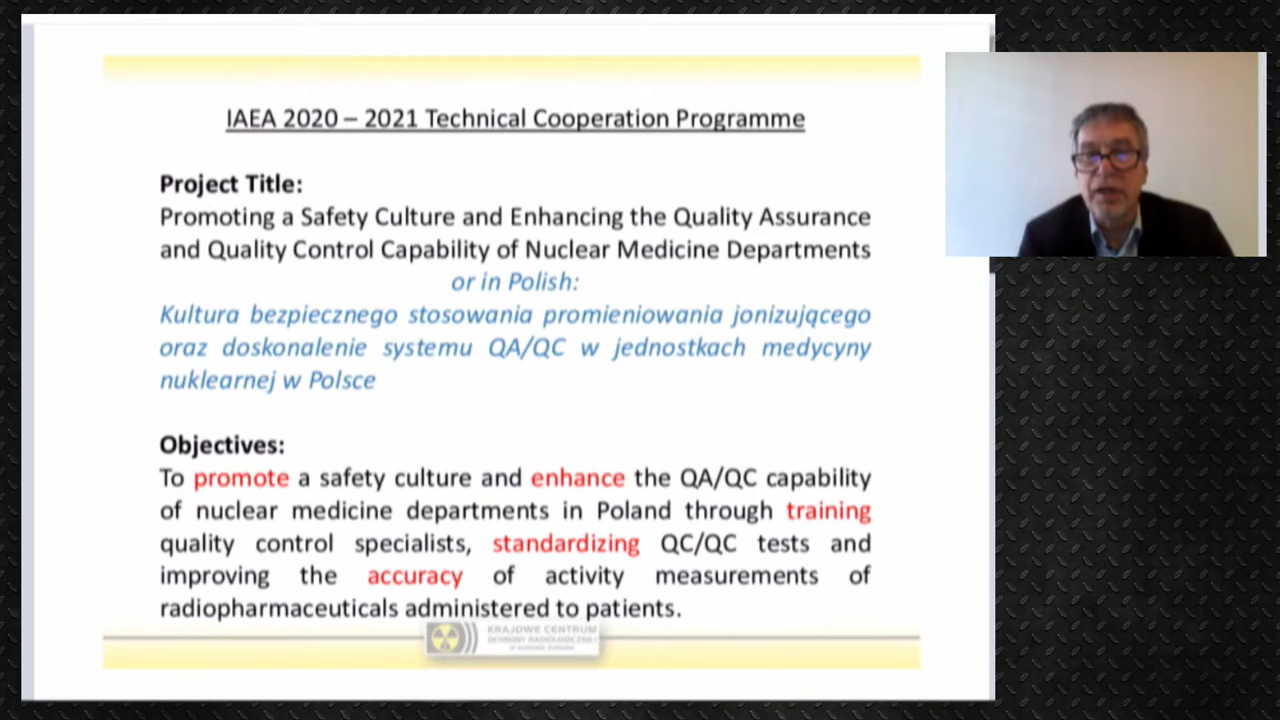 IAEA 2020 – 2021 Technical Cooperation Programme
Project Title:
Promoting a Safety Culture and Enhancing the Quality Assurance
and Quality Control Capability of Nuclear Medicine Departments
or in Polish:
Kultura bezpiecznego stosowania promieniowania jonizującego
oraz doskonalenie systemu QA/QC w jednostkach medycyny
nuklearnej w Polsce
Objectives:
To promote a safety culture and enhance the QA/QC capability
of nuclear medicine departments in Poland through training
quality control specialists, standardizing QC/QC tests and
improving the accuracy of activity measurements of
radiopharmaceuticals administered to patients.
KRAJOWE CENTRUM
OCHRONY RADIOLOGICZNEJ